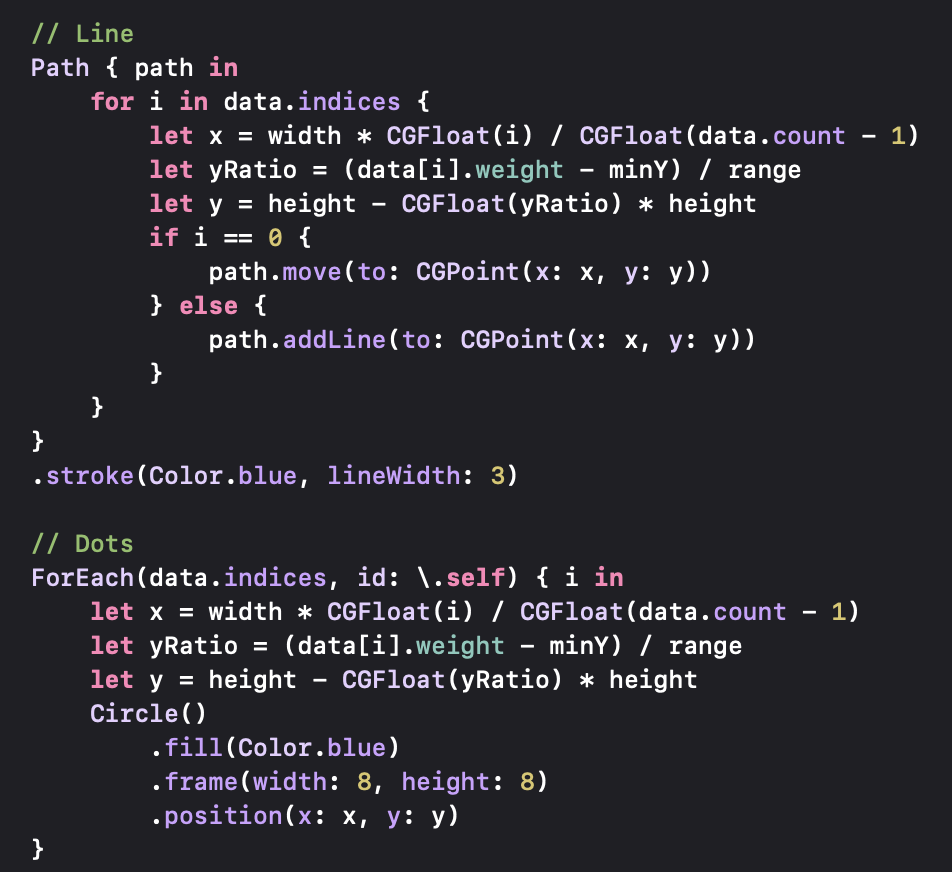 // Line
Path { path in
    for i in data.indices {
        let x = width * CGFloat(i) / CGFloat(data.count - 1)
        let yRatio = (data[i].weight - minY) / range
        let y = height - CGFloat(yRatio) * height
        if i == 0 {
            path.move(to: CGPoint(x: x, y: y))
        } else {
            path.addLine(to: CGPoint(x: x, y: y))
        }
    }
}
.stroke(Color.blue, lineWidth: 3)

// Dots
ForEach(data.indices, id: \.self) { i in
    let x = width * CGFloat(i) / CGFloat(data.count - 1)
    let yRatio = (data[i].weight - minY) / range
    let y = height - CGFloat(yRatio) * height
    Circle()
        .fill(Color.blue)
        .frame(width: 8, height: 8)
        .position(x: x, y: y)
}